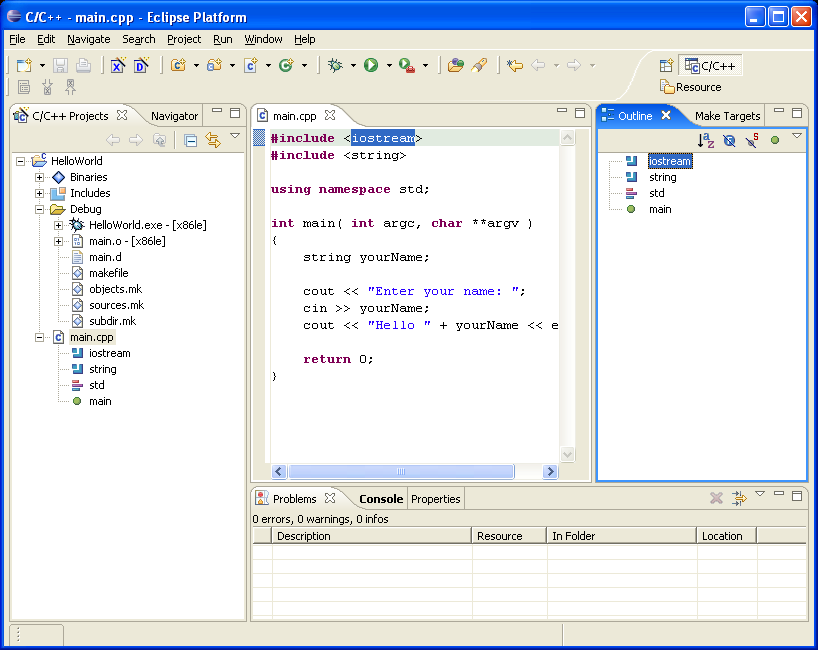 C/C++ - main.cpp - Eclipse Platform
File Edit Navigate Search Project Run Window Help
C/C++
Resource
C/C++ Projects Navigator
HelloWorld
Binaries
Includes
Debug
HelloWorld.exe - [x86le]
main.o - [x86le]
main.d
makefile
objects.mk
sources.mk
subdir.mk
main.cpp
iostream
string
std
main
main.cpp
#include <iostream>
#include <string>
using namespace std;
int main( int argc, char **argv )
{
string yourName;
cout << "Enter your name: ";
cin >> yourName;
cout << "Hello " + yourName << e
return 0;
}
Outline Make Targets
iostream
string
std
main
Problems Console Properties
0 errors, 0 warnings, 0 infos
Description Resource In Folder Location